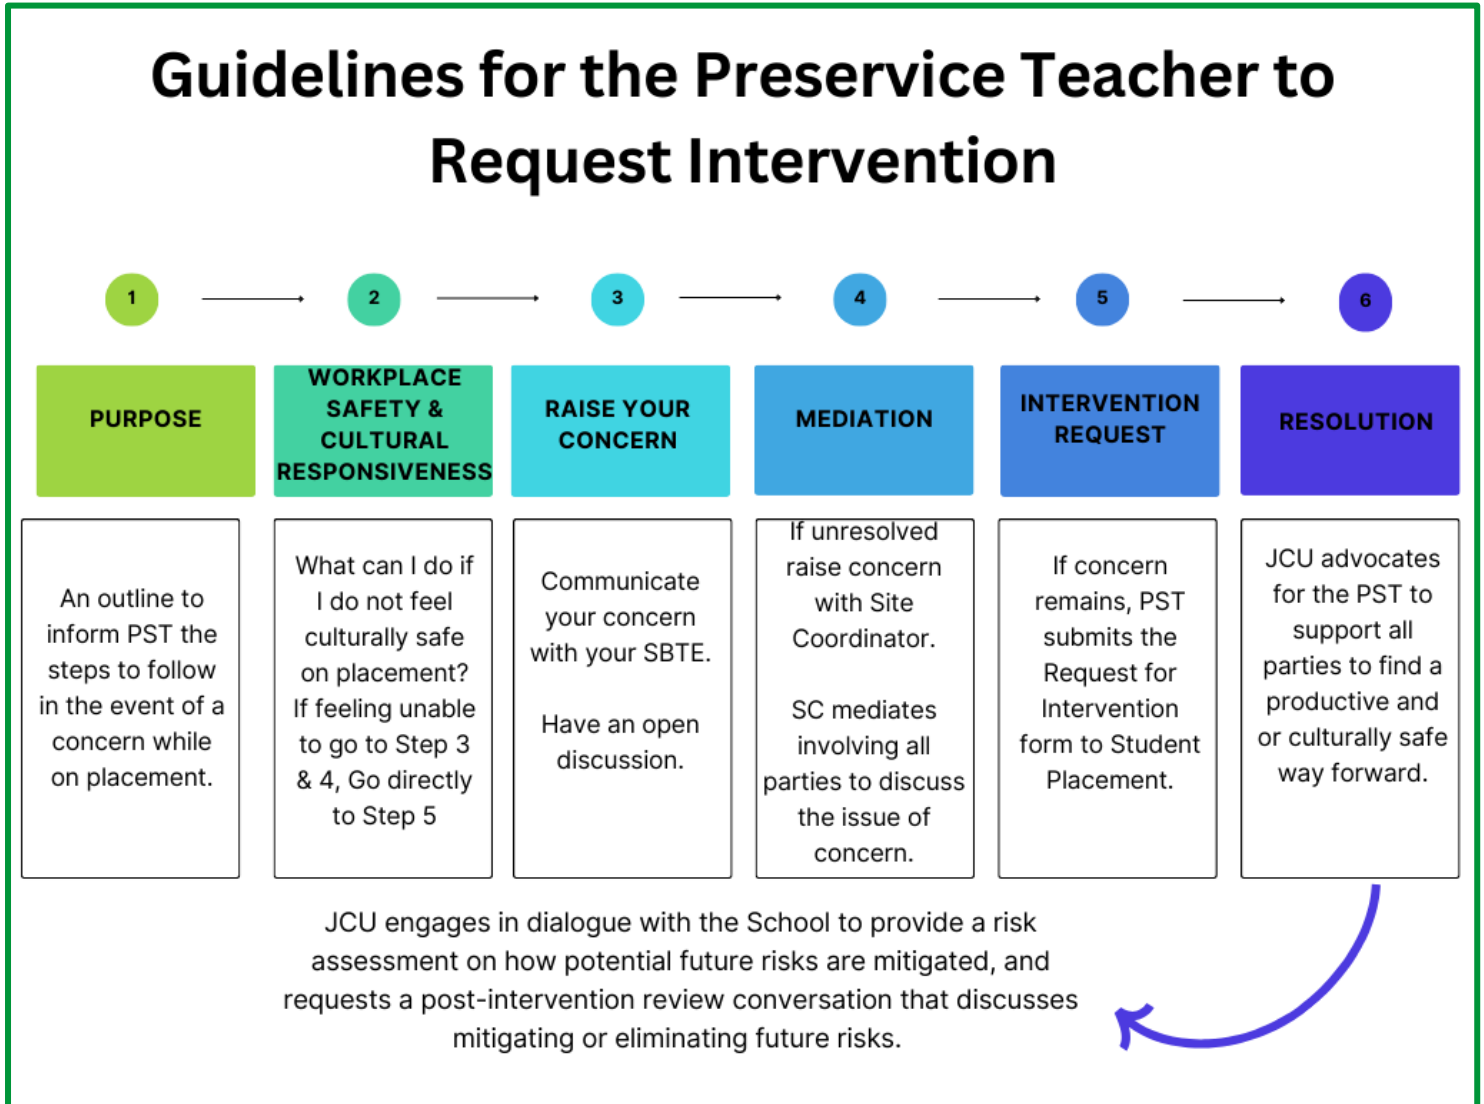 Guidelines for the Preservice Teacher to
Request Intervention
1
2
3
4
5
6
PURPOSE
WORKPLACE
SAFETY &
CULTURAL
RESPONSIVENESS
RAISE YOUR
CONCERN
MEDIATION
INTERVENTION
REQUEST
RESOLUTION
An outline to
inform PST the
steps to follow
in the event of a
concern while
on placement.
What can I do if
I do not feel
culturally safe
on placement?
If feeling unable
to go to Step 3
& 4, Go directly
to Step 5
Communicate
your concern
with your SBTE.
Have an open
discussion.
If unresolved
raise concern
with Site
Coordinator.
SC mediates
involving all
parties to discuss
the issue of
concern.
If concern
remains, PST
submits the
Request for
Intervention
form to Student
Placement.
JCU advocates
for the PST to
support all
parties to find a
productive and
or culturally safe
way forward.
JCU engages in dialogue with the School to provide a risk
assessment on how potential future risks are mitigated, and
requests a post-intervention review conversation that discusses
mitigating or eliminating future risks.